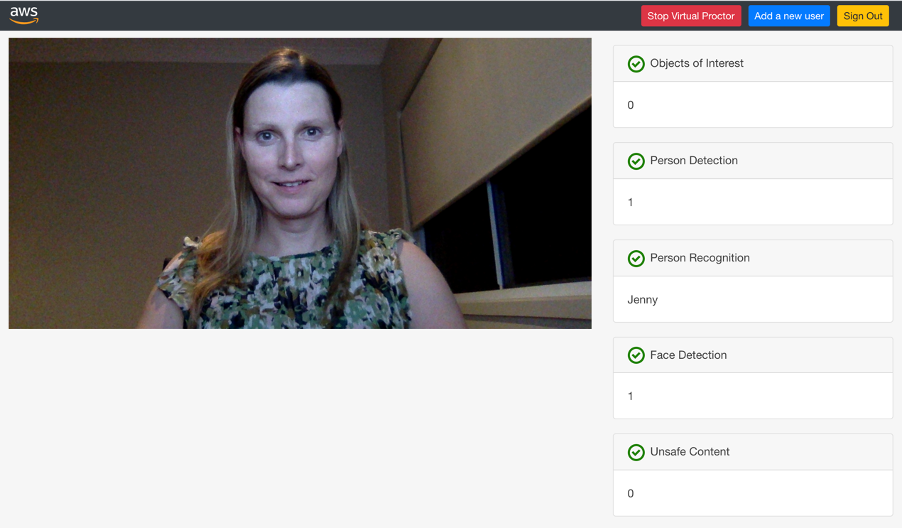 aws
Stop Virtual Proctor
Add a new user
Sign Out
Objects of Interest
0
Person Detection
1
Person Recognition
Jenny
Face Detection
1
Unsafe Content
0